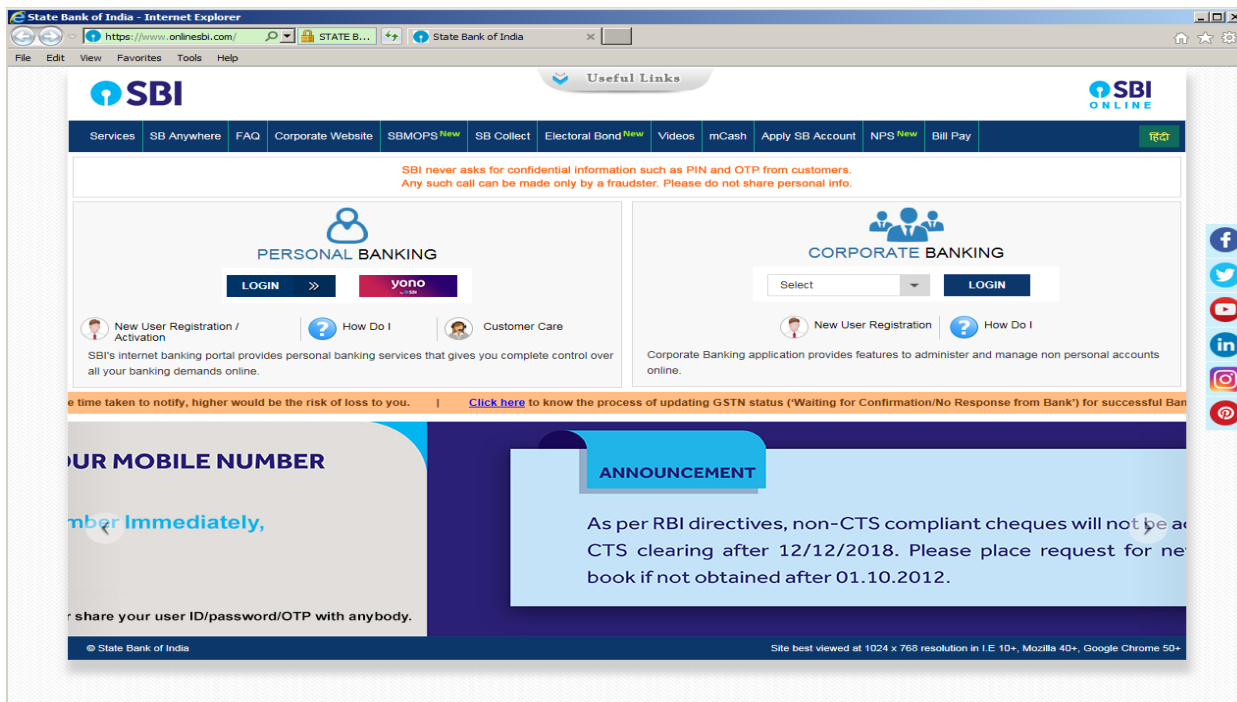 State Bank of India - Internet Explorer
https://www.onlinesbi.com/
STATE B...
State Bank of India
File Edit View Favorites Tools Help
Useful Links
SBI
SBI
ONLINE
Services SB Anywhere FAQ Corporate Website SBMOPS New SB Collect Electoral Bond New Videos mCash Apply SB Account NPS New Bill Pay हिंदी
SBI never asks for confidential information such as PIN and OTP from customers.
Any such call can be made only by a fraudster. Please do not share personal info.
PERSONAL BANKING
LOGIN »
yono
SBI
New User Registration /
Activation
How Do I
Customer Care
SBI's internet banking portal provides personal banking services that gives you complete control over
all your banking demands online.
CORPORATE BANKING
Select
LOGIN
New User Registration
How Do I
Corporate Banking application provides features to administer and manage non personal accounts
online.
e time taken to notify, higher would be the risk of loss to you. | Click here to know the process of updating GSTN status ('Waiting for Confirmation/No Response from Bank') for successful Ban
OUR MOBILE NUMBER
mber Immediately,
r share your user ID/password/OTP with anybody.
ANNOUNCEMENT
As per RBI directives, non-CTS compliant cheques will not be a
CTS clearing after 12/12/2018. Please place request for ne
book if not obtained after 01.10.2012.
© State Bank of India
Site best viewed at 1024 x 768 resolution in I.E 10+, Mozilla 40+, Google Chrome 50+